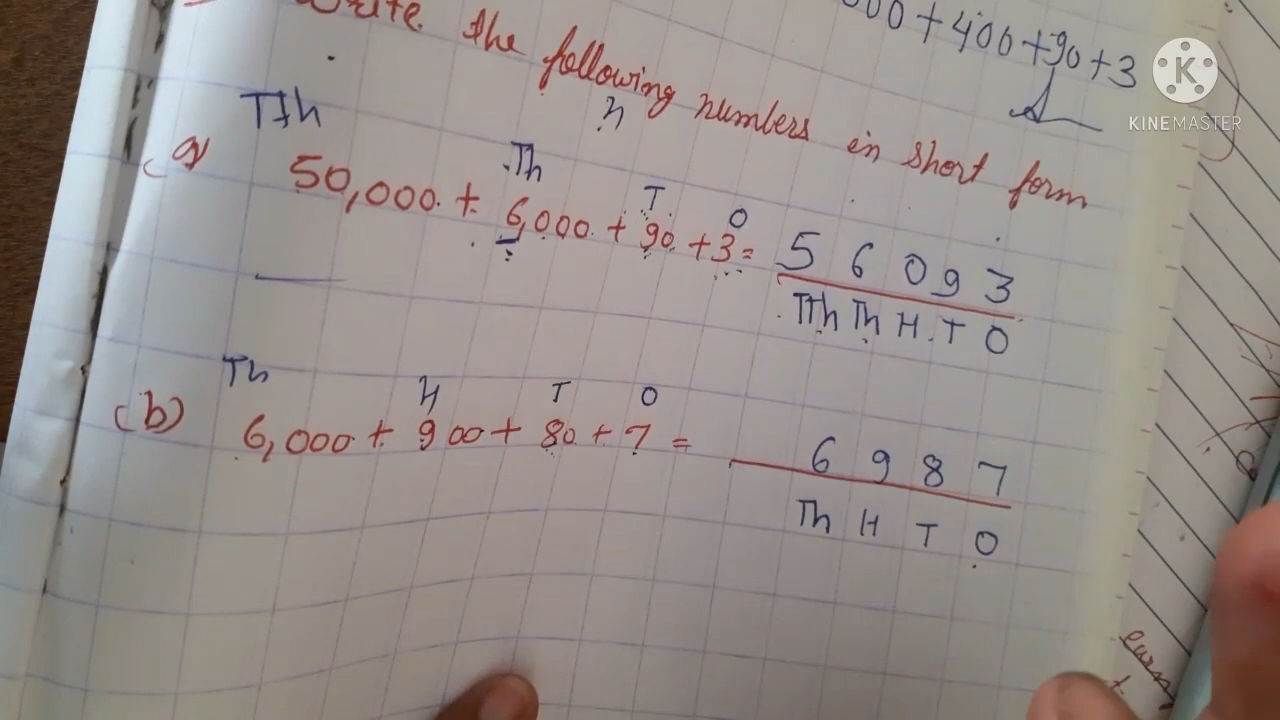 000 + 400 + 90 + 3
K
KINEMASTER
Write the following numbers in short form
TTh Th H T O
(a) 50,000 + 6,000 + 90 + 3 = 5 6 0 9 3
TTh Th H T O
Th H T O
(b) 6,000 + 900 + 80 + 7 = 6 9 8 7
Th H T O